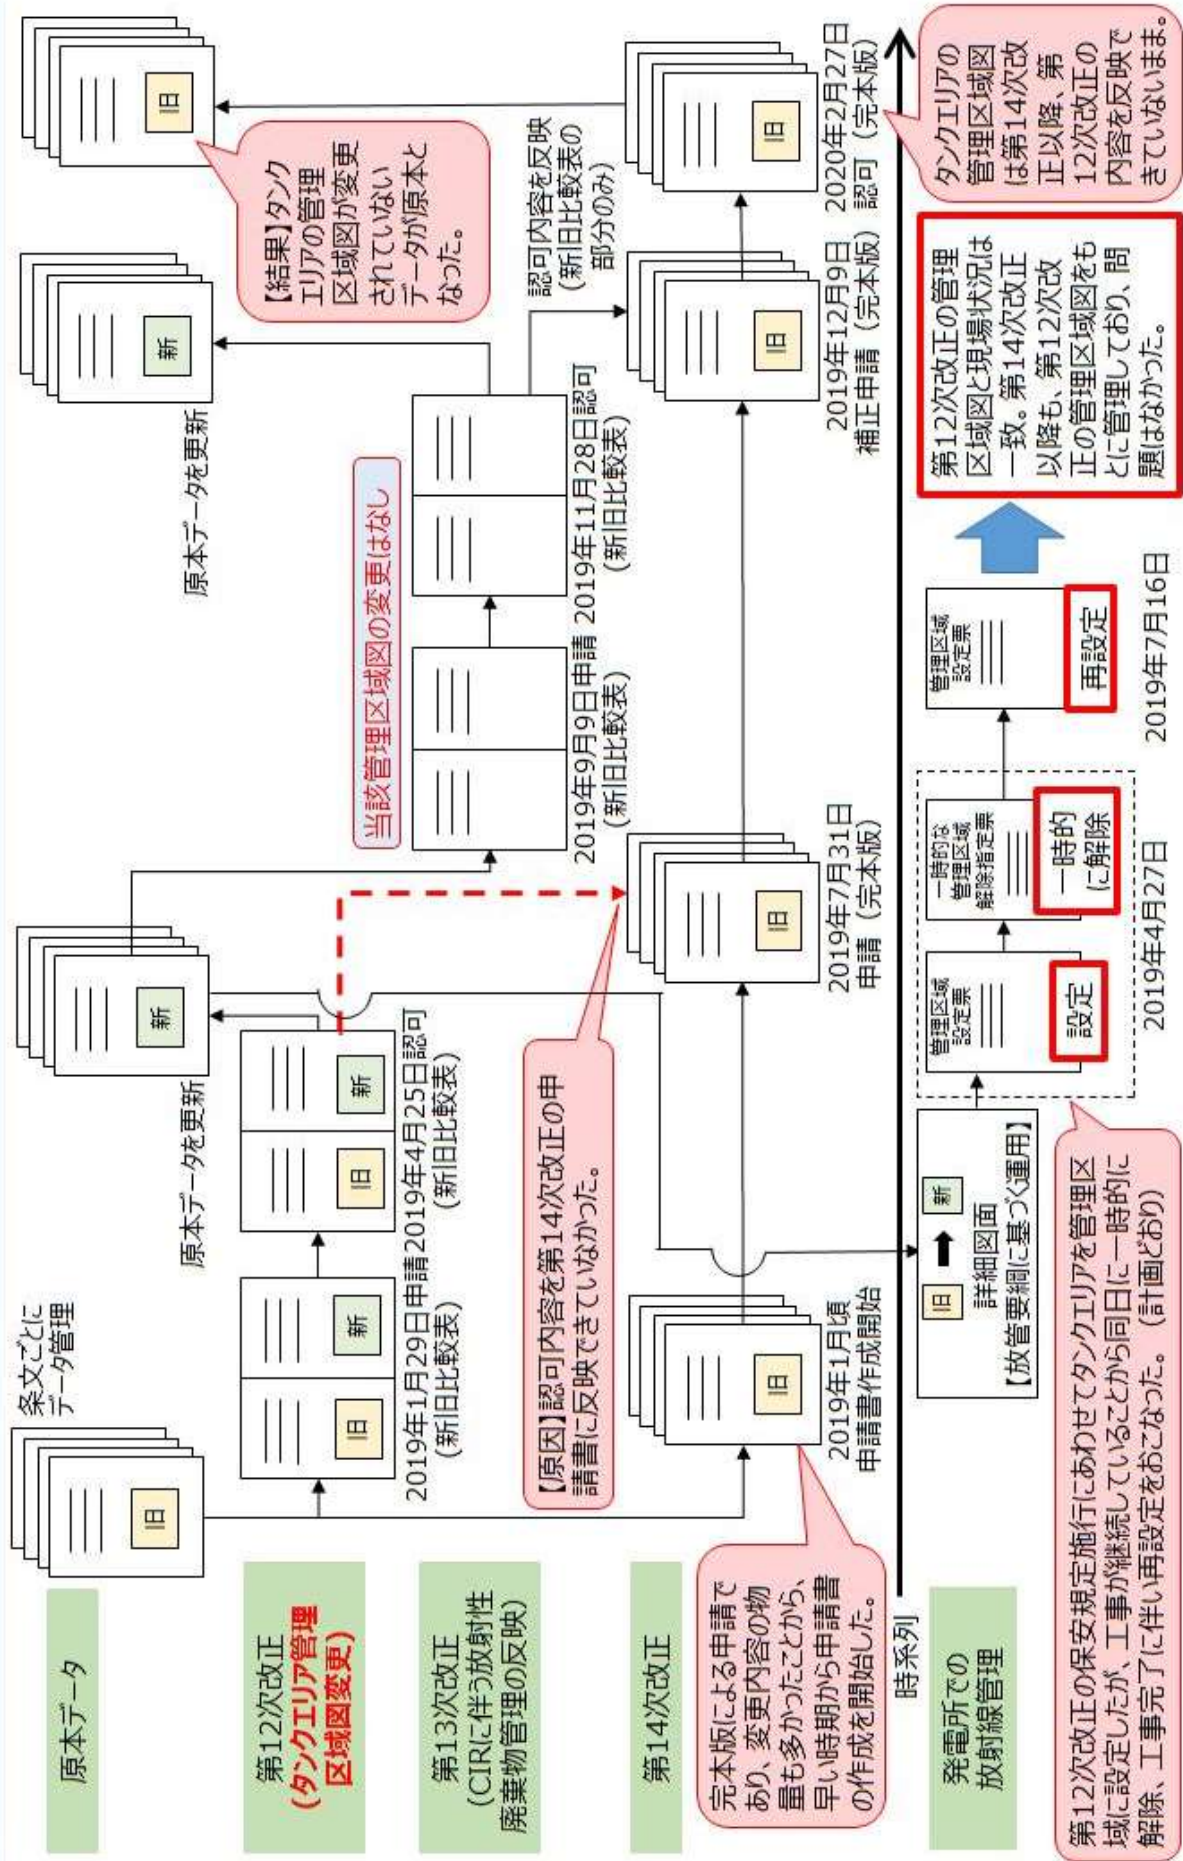 原本データ
条文ごとに
データ管理
旧
原本データを更新
新
原本データを更新
新
旧
【結果】タンク
エリアの管理
区域図が変更
されていない
データが原本と
なった。
第12次改正
(タンクエリア管理
区域図変更)
旧
新
2019年1月29日申請
(新旧比較表)
旧
新
2019年4月25日認可
(新旧比較表)
第13次改正
(CIRに伴う放射性
廃棄物管理の反映)
当該管理区域図の変更はなし
2019年9月9日申請
(新旧比較表)
2019年11月28日認可
(新旧比較表)
認可内容を反映
(新旧比較表の
部分のみ)
【原因】認可内容を第14次改正の申
請書に反映できていなかった。
第14次改正
旧
2019年1月頃
申請書作成開始
旧
2019年7月31日
申請（完本版）
旧
2019年12月9日
補正申請（完本版）
旧
2020年2月27日
認可（完本版）
完本版による申請で
あり、変更内容の物
量も多かったことから、
早い時期から申請書
の作成を開始した。
タンクエリアの
管理区域図
は第14次改
正以降、第
12次改正の
内容を反映で
きていないまま。
時系列
発電所での
放射線管理
旧
新
詳細図面
【放管要綱に基づく運用】
管理区域
設定票
設定
一時的な
管理区域
解除指定票
一時的
に解除
2019年4月27日
管理区域
設定票
再設定
2019年7月16日
第12次改正の管理
区域図と現場状況は
一致。第14次改正
以降も、第12次改
正の管理区域図をも
とに管理しており、問
題はなかった。
第12次改正の保安規定施行にあわせてタンクエリアを管理区
域に設定したが、工事が継続していることから同日に一時的に
解除、工事完了に伴い再設定をおこなった。（計画どおり）